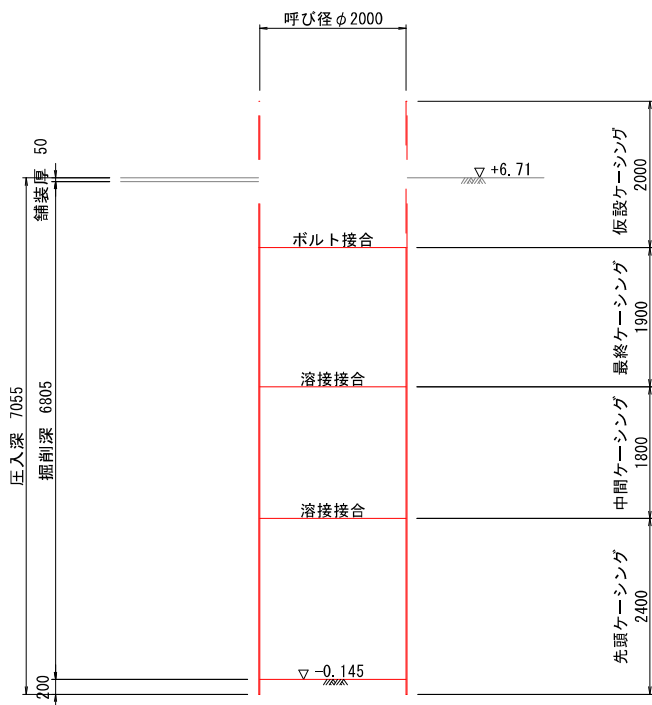 呼び径φ2000
舗装厚 50
+6.71
仮設ケーシング
2000
ボルト接合
最終ケーシング
1900
圧入深 7055
掘削深 6805
溶接接合
中間ケーシング
1800
溶接接合
先頭ケーシング
2400
-0.145
200